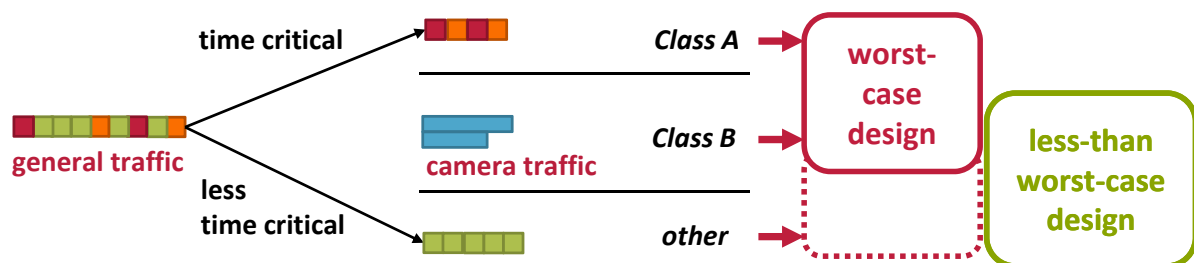 time critical
Class A
worst-
case
design
general traffic
camera traffic
Class B
less-than
worst-case
design
less
time critical
other